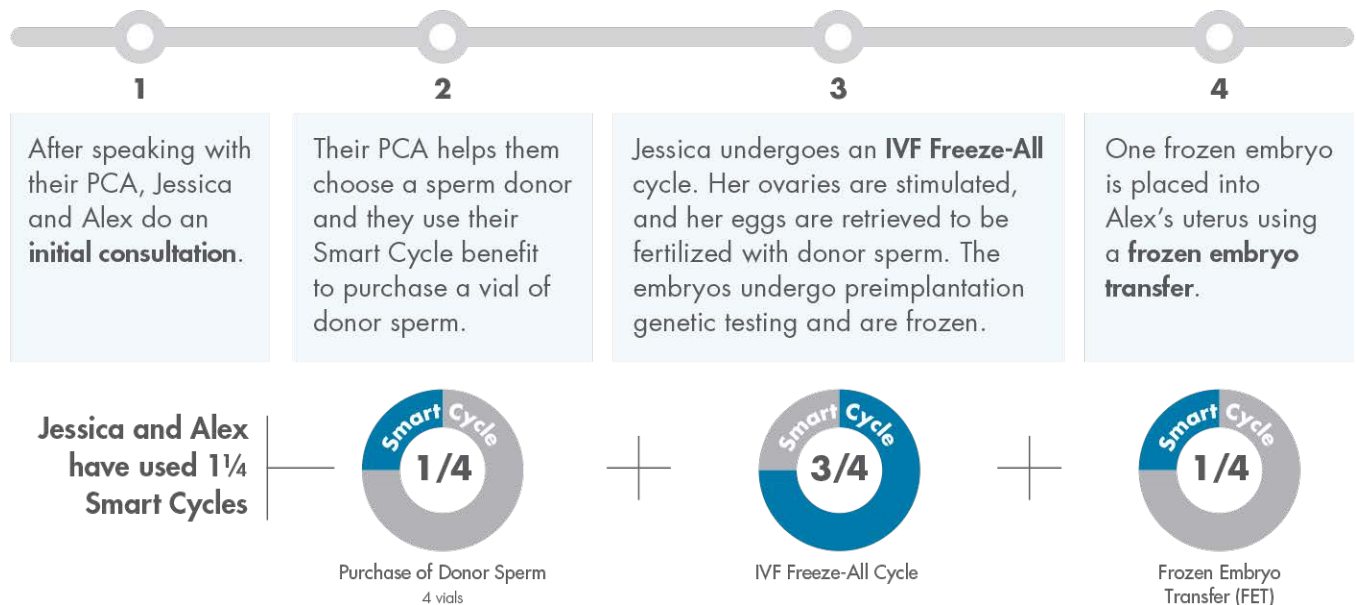 1
After speaking with
their PCA, Jessica
and Alex do an
initial consultation.
2
Their PCA helps them
choose a sperm donor
and they use their
Smart Cycle benefit
to purchase a vial of
donor sperm.
3
Jessica undergoes an IVF Freeze-All
cycle. Her ovaries are stimulated,
and her eggs are retrieved to be
fertilized with donor sperm. The
embryos undergo preimplantation
genetic testing and are frozen.
4
One frozen embryo
is placed into
Alex's uterus using
a frozen embryo
transfer.
Jessica and Alex
have used 1¼
Smart Cycles
Smart Cycle
1/4
Purchase of Donor Sperm
4 vials
Smart Cycle
3/4
IVF Freeze-All Cycle
Smart Cycle
1/4
Frozen Embryo
Transfer (FET)